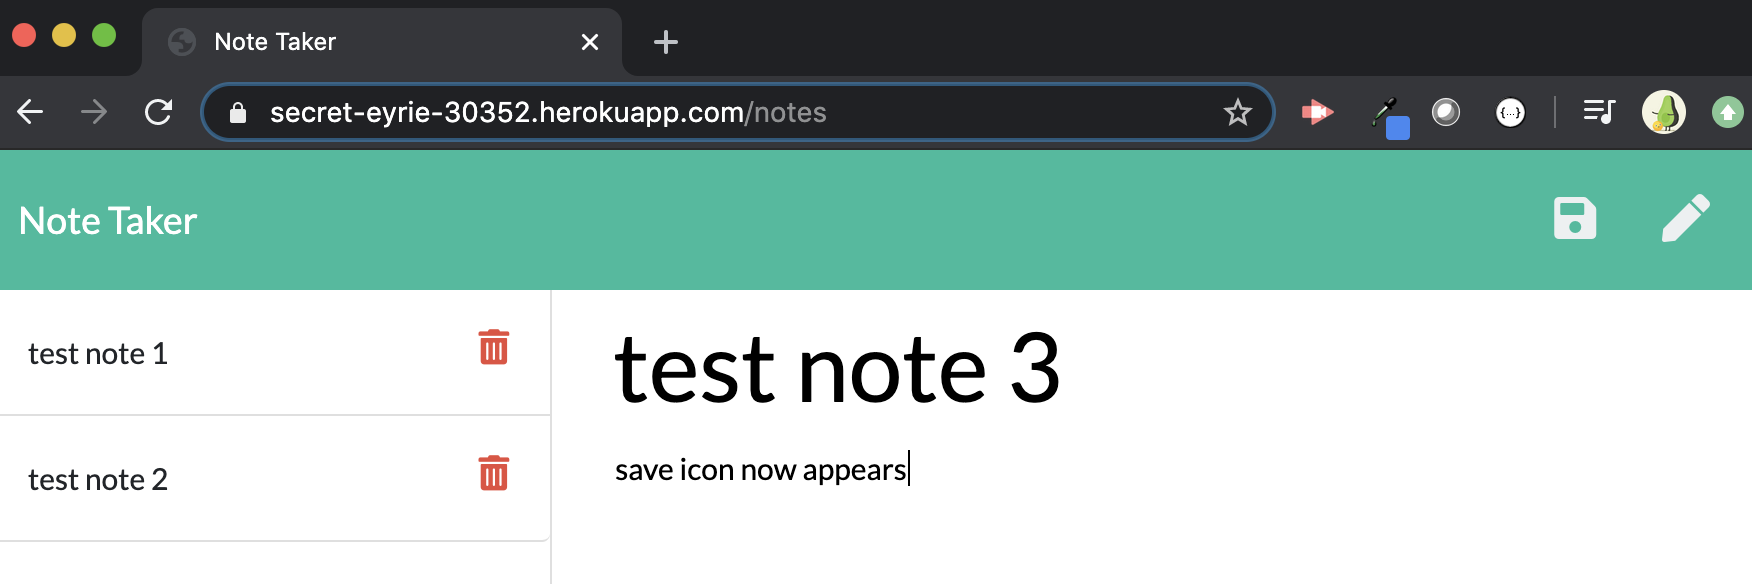 Note Taker
secret-eyrie-30352.herokuapp.com/notes
{...}
Note Taker
test note 1
test note 2
test note 3
save icon now appears